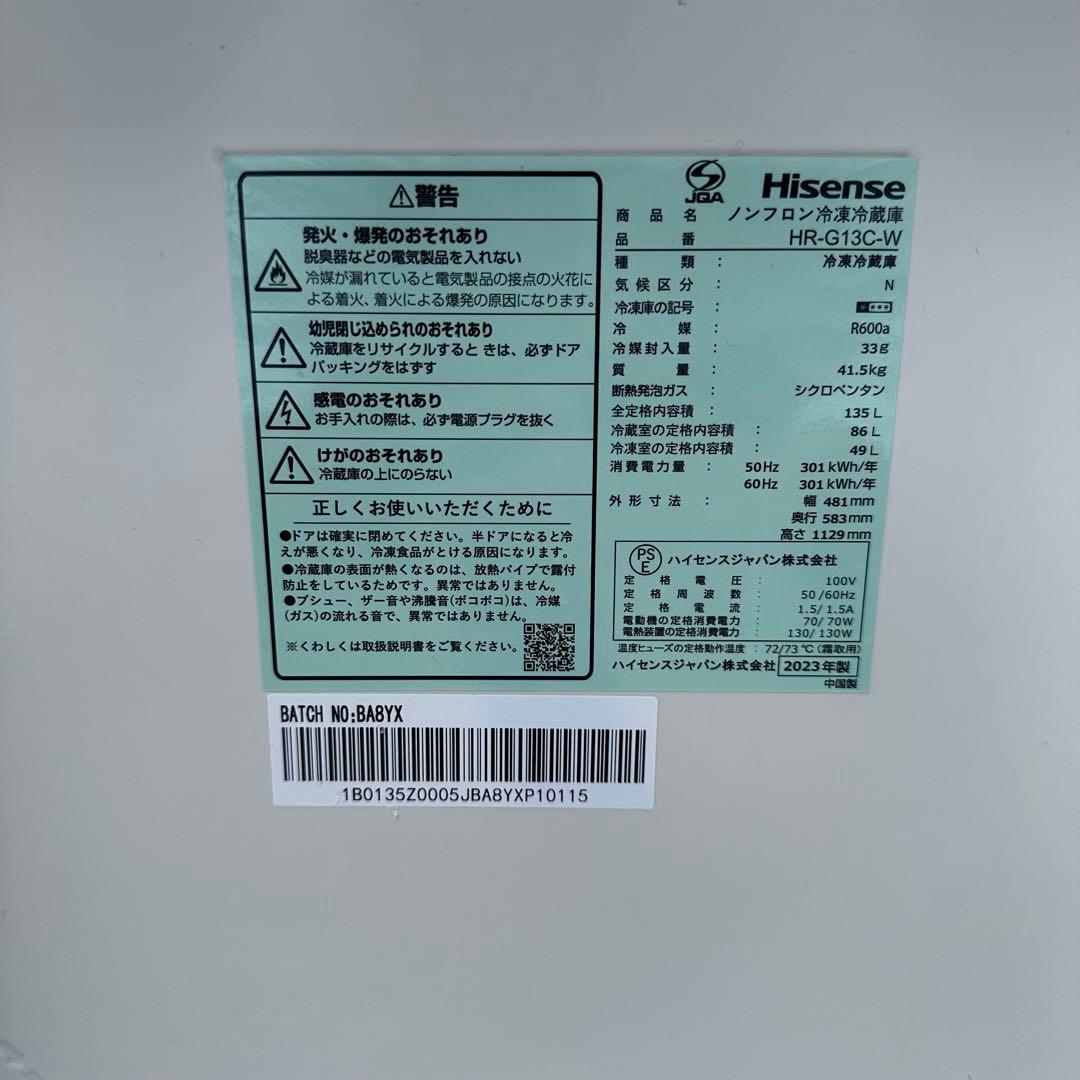 警告
発火・爆発のおそれあり
脱臭器などの電気製品を入れない
冷媒が漏れていると電気製品の接点の火花に
よる着火、着火による爆発の原因になります。
幼児閉じ込められのおそれあり
冷蔵庫をリサイクルすると きは、必ずドア
パッキングをはずす
感電のおそれあり
お手入れの際は、必ず電源プラグを抜く
けがのおそれあり
冷蔵庫の上にのらない
正しくお使いいただくために
●ドアは確実に閉めてください。半ドアになると冷
えが悪くなり、冷凍食品がとける原因になります。
●冷蔵庫の表面が熱くなるのは、放熱パイプで露付
防止をしているためです。異常ではありません。
●プシュー、ザー音や沸騰音(ボコボコ)は、冷媒
(ガス)の流れる音で、異常ではありません。
※くわしくは取扱説明書をご覧ください。
JQA Hisense
商品名 ノンフロン冷凍冷蔵庫
品番 HR-G13C-W
種類： 冷凍冷蔵庫
気候区分： N
冷凍庫の記号： ****
冷媒： R600a
冷媒封入量： 33g
質量： 41.5kg
断熱発泡ガス： シクロペンタン
全定格内容積： 135 L
冷蔵室の定格内容積： 86 L
冷凍室の定格内容積： 49 L
消費電力量： 50Hz 301 kWh/年
60Hz 301 kWh/年
外形寸法： 幅 481mm
奥行 583mm
高さ 1129mm
PSE ハイセンスジャパン株式会社
定格電圧： 100V
定格周波数： 50/60Hz
定格電流： 1.5/1.5A
電動機の定格消費電力： 70/70W
電熱装置の定格消費電力： 130/130W
温度ヒューズの定格動作温度： 72/73℃(霜取用)
ハイセンスジャパン株式会社 2023年製
中国製
BATCH NO:BA8YX
1B0135Z0005JBA8YXP10115